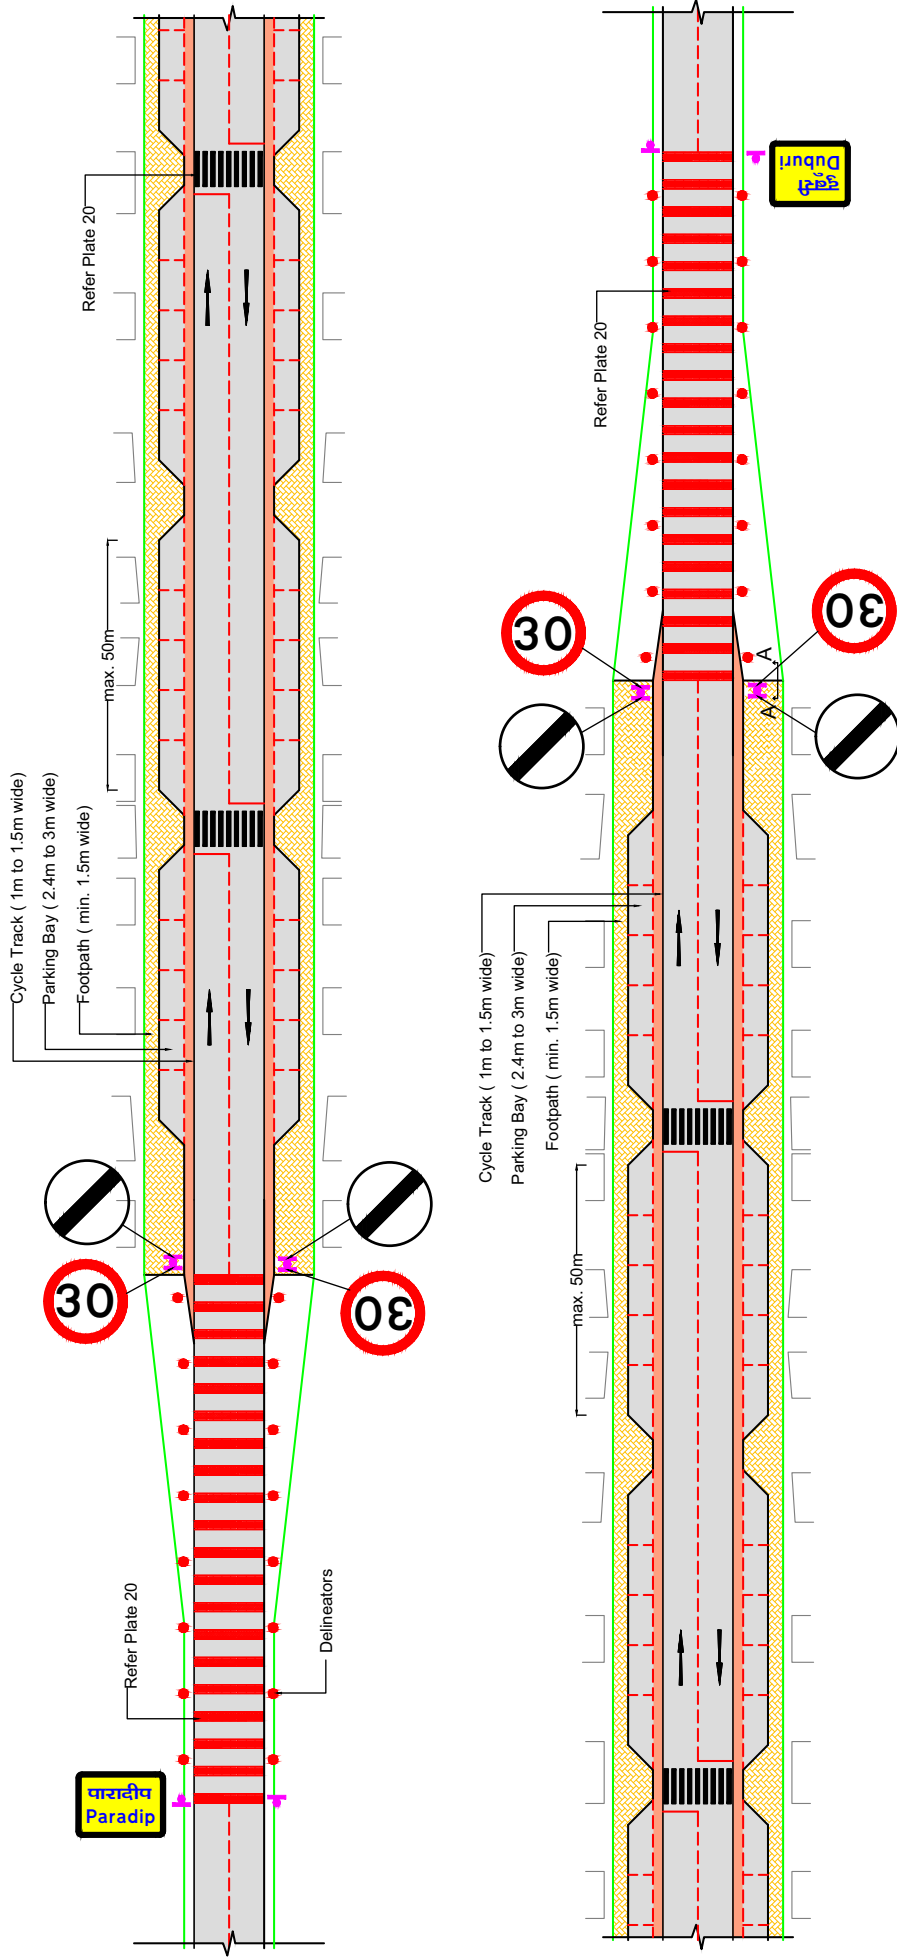 Refer Plate 20
max. 50m
Cycle Track ( 1m to 1.5m wide)
Parking Bay ( 2.4m to 3m wide)
Footpath ( min. 1.5m wide)
30
30
Refer Plate 20
Delineators
पारादीप
Paradip
दुबरी
Duburi
Refer Plate 20
30
30
A
A
Cycle Track ( 1m to 1.5m wide)
Parking Bay ( 2.4m to 3m wide)
Footpath ( min. 1.5m wide)
max. 50m